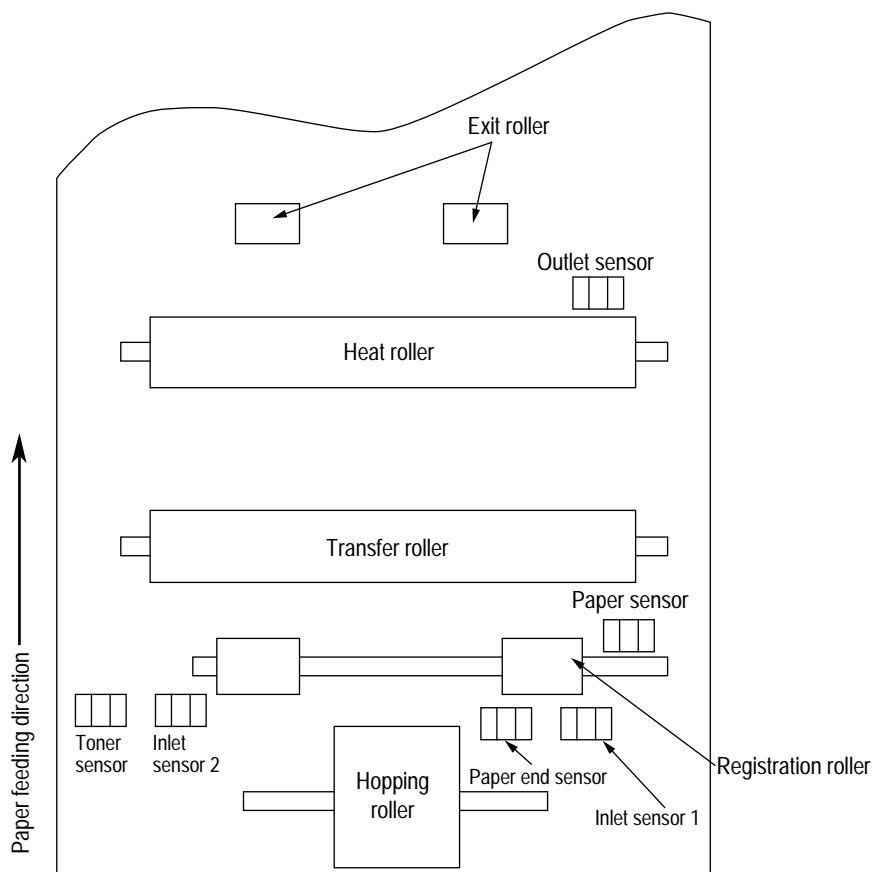 Exit roller
Outlet sensor
Heat roller
Transfer roller
Paper sensor
Paper feeding direction
Toner
sensor
Inlet
sensor 2
Hopping
roller
Paper end sensor
Registration roller
Inlet sensor 1